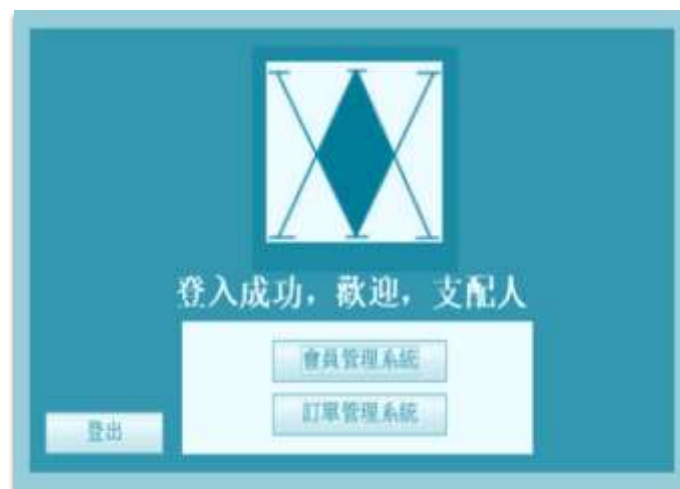 登入成功，歡迎，支配人
會員管理系統
訂單管理系統
登出